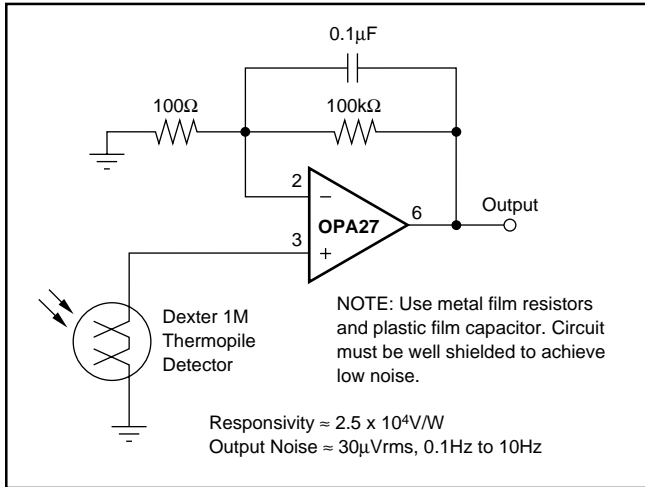 0.1µF
100Ω
100kΩ
2
–
OPA27
6
Output
3
+
Dexter 1M
Thermopile
Detector
NOTE: Use metal film resistors
and plastic film capacitor. Circuit
must be well shielded to achieve
low noise.
Responsivity ≈ 2.5 x 10⁴V/W
Output Noise ≈ 30µVrms, 0.1Hz to 10Hz